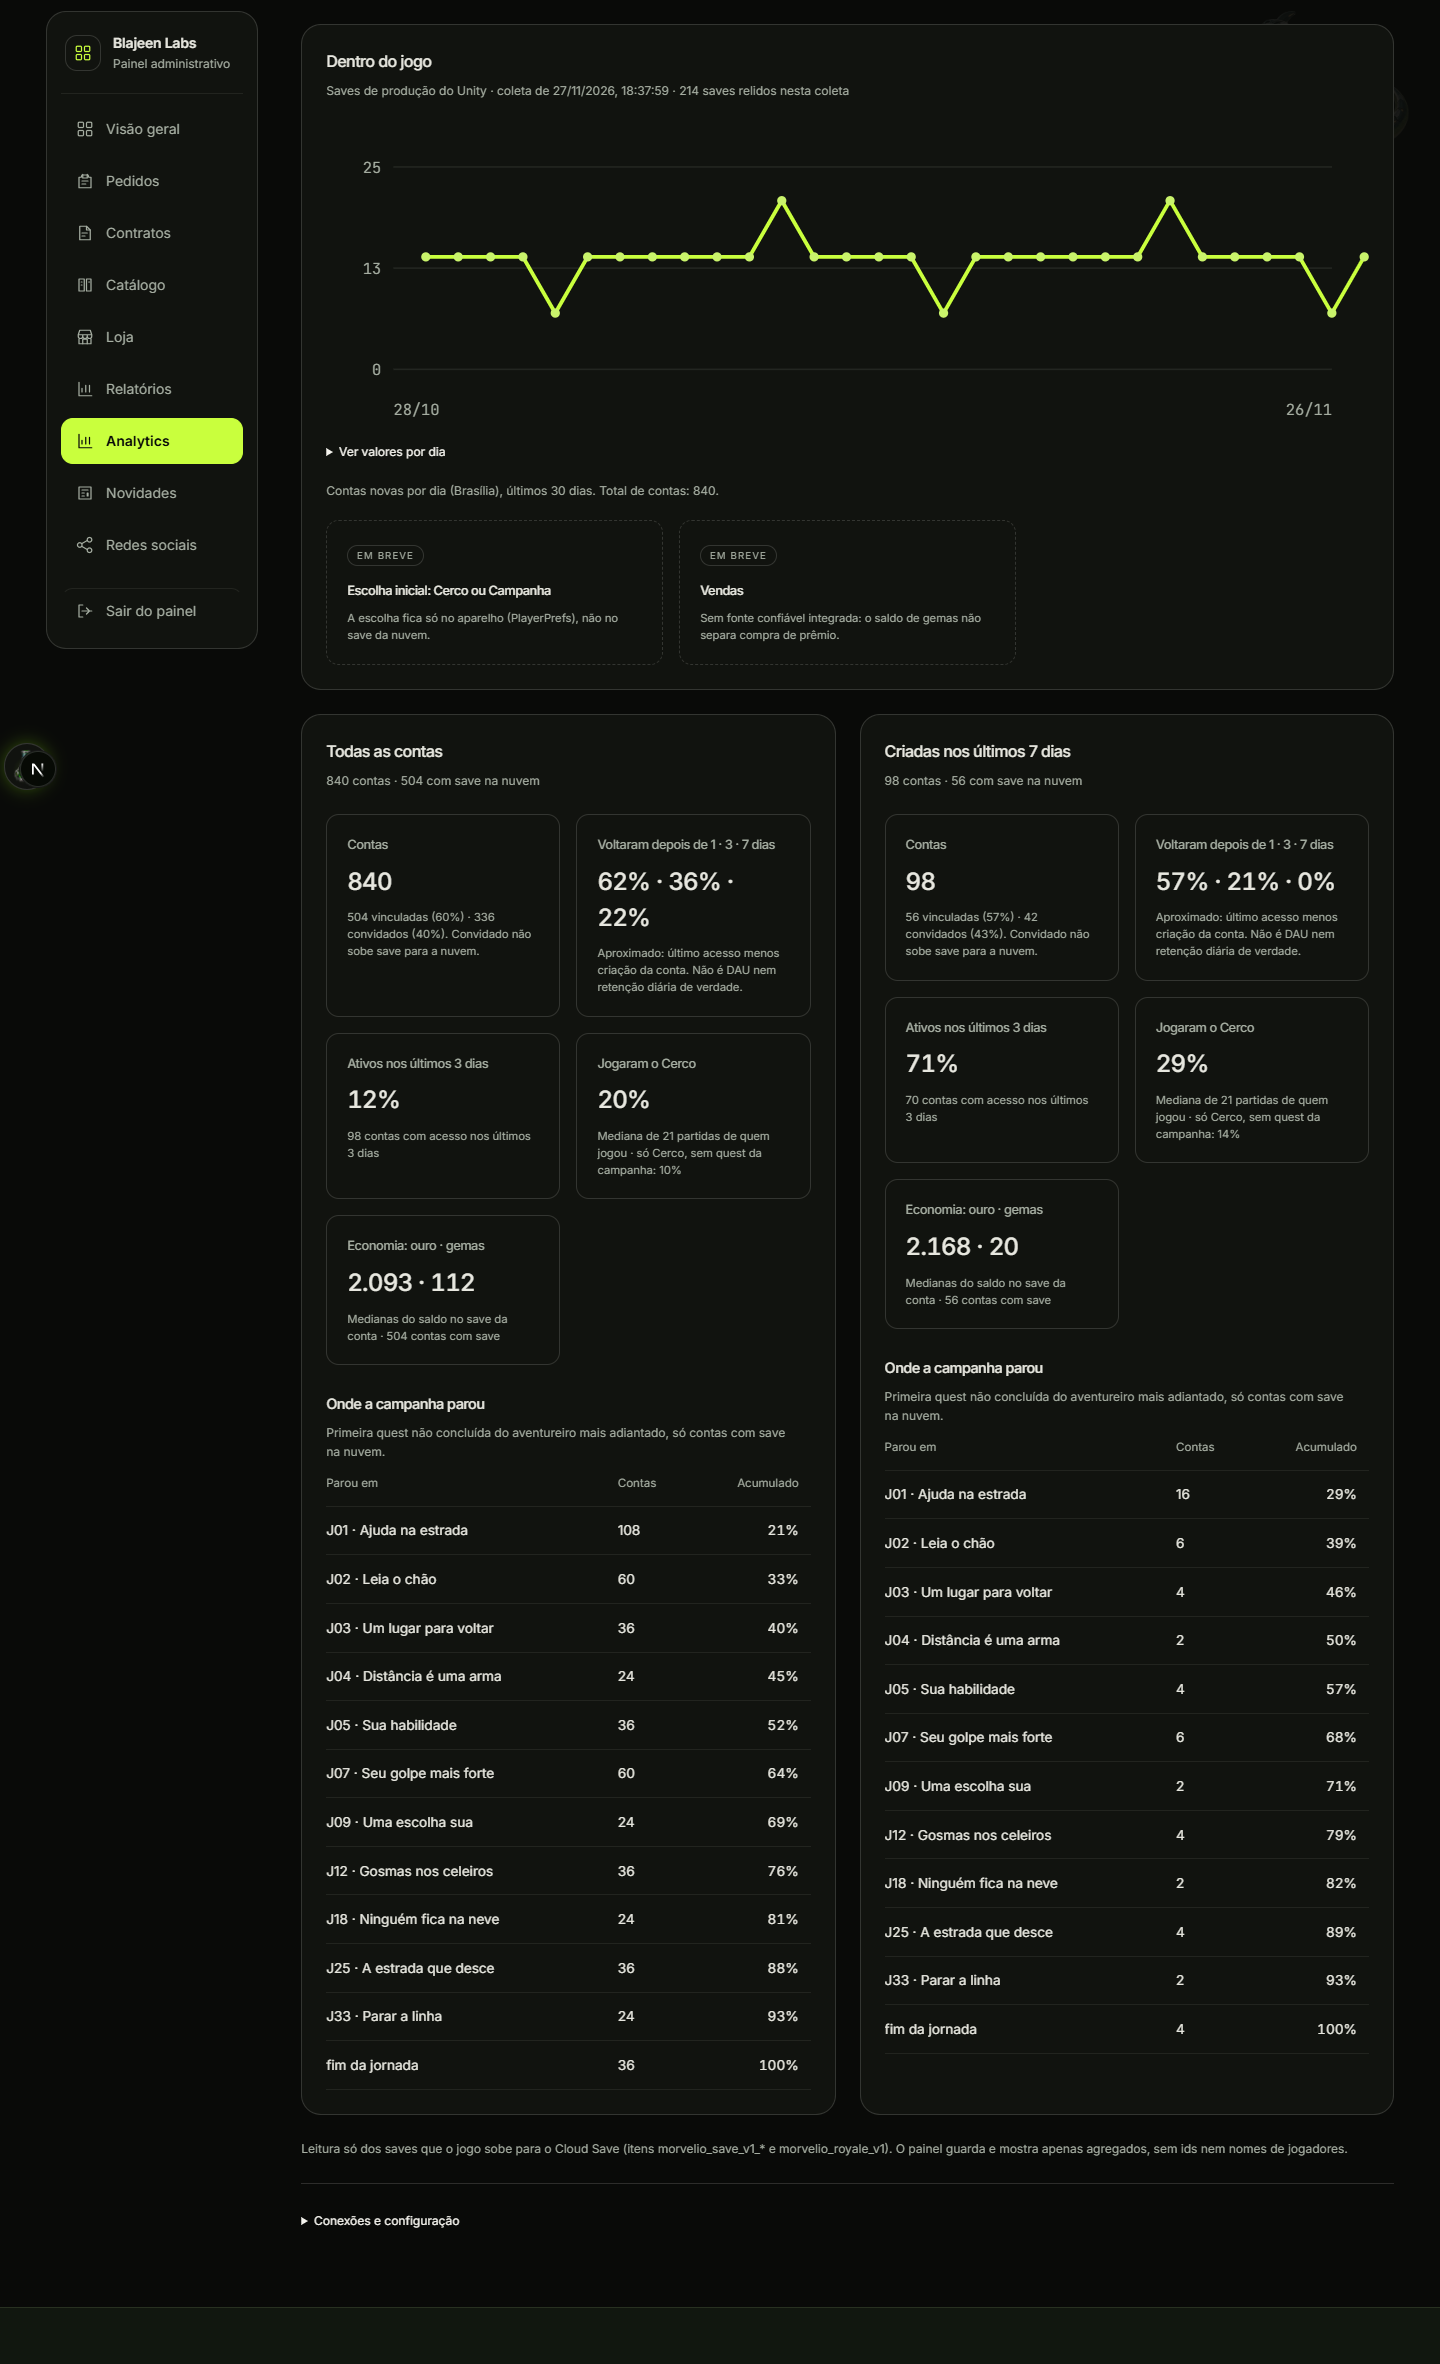 Blajeen Labs
Painel administrativo
Visão geral
Pedidos
Contratos
Catálogo
Loja
Relatórios
Analytics
Novidades
Redes sociais
Sair do painel
N
Dentro do jogo
Saves de produção do Unity · coleta de 27/11/2026, 18:37:59 · 214 saves relidos nesta coleta
25
13
0
28/10
26/11
Ver valores por dia
Contas novas por dia (Brasília), últimos 30 dias. Total de contas: 840.
EM BREVE
Escolha inicial: Cerco ou Campanha
A escolha fica só no aparelho (PlayerPrefs), não no
save da nuvem.
EM BREVE
Vendas
Sem fonte confiável integrada: o saldo de gemas não
separa compra de prêmio.
Todas as contas
840 contas · 504 com save na nuvem
Contas
840
504 vinculadas (60%) · 336
convidados (40%). Convidado não
sobe save para a nuvem.
Voltaram depois de 1 · 3 · 7 dias
62% · 36% ·
22%
Aproximado: último acesso menos
criação da conta. Não é DAU nem
retenção diária de verdade.
Ativos nos últimos 3 dias
12%
98 contas com acesso nos últimos
3 dias
Jogaram o Cerco
20%
Mediana de 21 partidas de quem
jogou · só Cerco, sem quest da
campanha: 10%
Economia: ouro · gemas
2.093 · 112
Medianas do saldo no save da
conta · 504 contas com save
Onde a campanha parou
Primeira quest não concluída do aventureiro mais adiantado, só contas com save
na nuvem.
Parou em Contas Acumulado
J01 · Ajuda na estrada 108 21%
J02 · Leia o chão 60 33%
J03 · Um lugar para voltar 36 40%
J04 · Distância é uma arma 24 45%
J05 · Sua habilidade 36 52%
J07 · Seu golpe mais forte 60 64%
J09 · Uma escolha sua 24 69%
J12 · Gosmas nos celeiros 36 76%
J18 · Ninguém fica na neve 24 81%
J25 · A estrada que desce 36 88%
J33 · Parar a linha 24 93%
fim da jornada 36 100%
Criadas nos últimos 7 dias
98 contas · 56 com save na nuvem
Contas
98
56 vinculadas (57%) · 42
convidados (43%). Convidado não
sobe save para a nuvem.
Voltaram depois de 1 · 3 · 7 dias
57% · 21% · 0%
Aproximado: último acesso menos
criação da conta. Não é DAU nem
retenção diária de verdade.
Ativos nos últimos 3 dias
71%
70 contas com acesso nos últimos
3 dias
Jogaram o Cerco
29%
Mediana de 21 partidas de quem
jogou · só Cerco, sem quest da
campanha: 14%
Economia: ouro · gemas
2.168 · 20
Medianas do saldo no save da
conta · 56 contas com save
Onde a campanha parou
Primeira quest não concluída do aventureiro mais adiantado, só contas com save
na nuvem.
Parou em Contas Acumulado
J01 · Ajuda na estrada 16 29%
J02 · Leia o chão 6 39%
J03 · Um lugar para voltar 4 46%
J04 · Distância é uma arma 2 50%
J05 · Sua habilidade 4 57%
J07 · Seu golpe mais forte 6 68%
J09 · Uma escolha sua 2 71%
J12 · Gosmas nos celeiros 4 79%
J18 · Ninguém fica na neve 2 82%
J25 · A estrada que desce 4 89%
J33 · Parar a linha 2 93%
fim da jornada 4 100%
Leitura só dos saves que o jogo sobe para o Cloud Save (itens morvelio_save_v1_* e morvelio_royale_v1). O painel guarda e mostra apenas agregados, sem ids nem nomes de jogadores.
Conexões e configuração